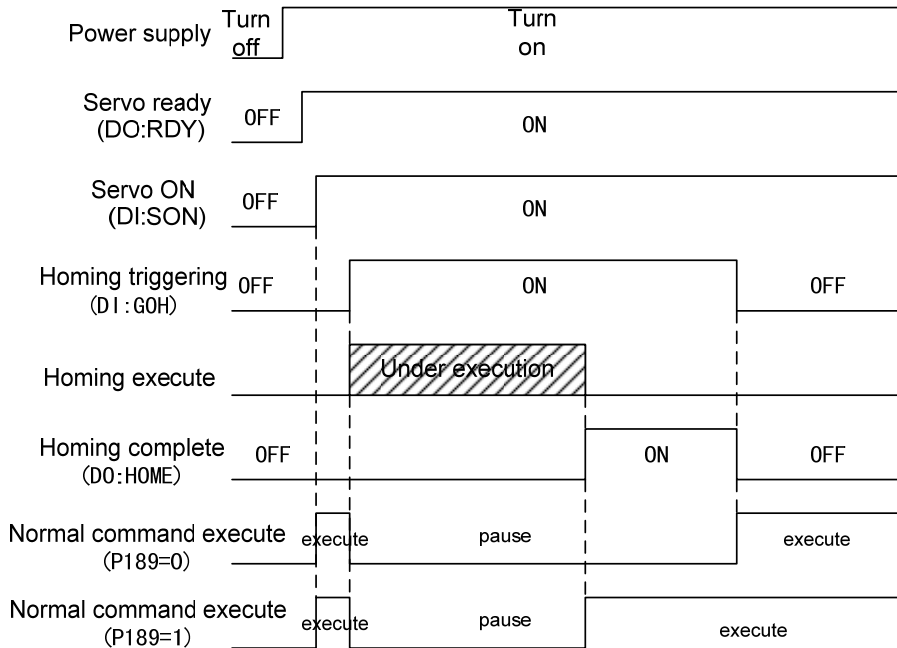 Power supply
Turn
off
Turn
on
Servo ready
(DO:RDY)
OFF
ON
Servo ON
(DI:SON)
OFF
ON
Homing triggering
(DI:GOH)
OFF
ON
OFF
Homing execute
Under execution
Homing complete
(DO:HOME)
OFF
ON
OFF
Normal command execute
(P189=0)
execute
pause
execute
Normal command execute
(P189=1)
execute
pause
execute